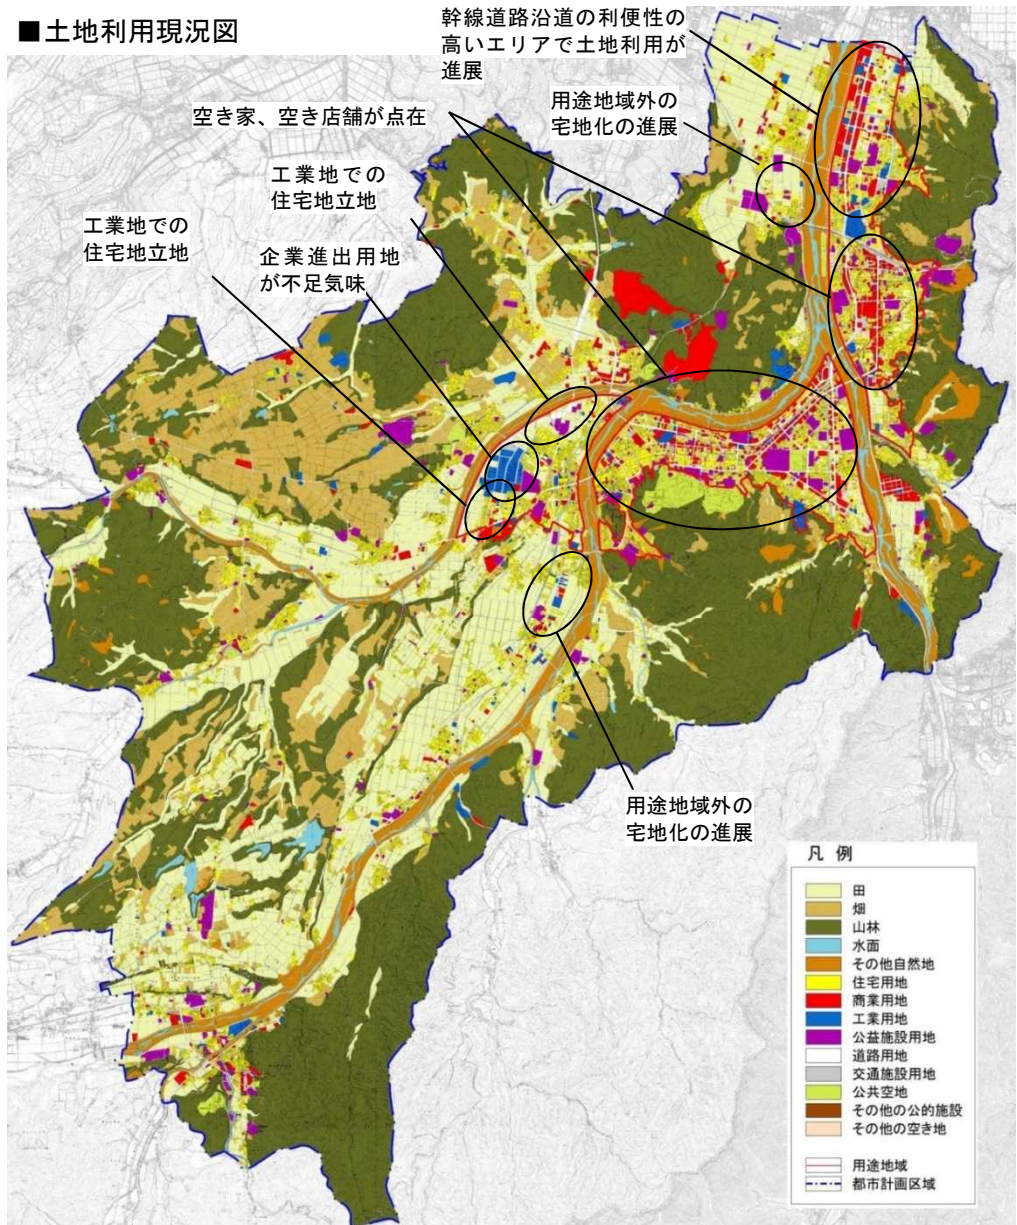 ■土地利用現況図
幹線道路沿道の利便性の
高いエリアで土地利用が
進展
用途地域外の
宅地化の進展
空き家、空き店舗が点在
工業地での
住宅地立地
工業地での
住宅地立地
企業進出用地
が不足気味
用途地域外の
宅地化の進展
凡 例
田
畑
山林
水面
その他自然地
住宅用地
商業用地
工業用地
公益施設用地
道路用地
交通施設用地
公共空地
その他の公的施設
その他の空き地
用途地域
都市計画区域